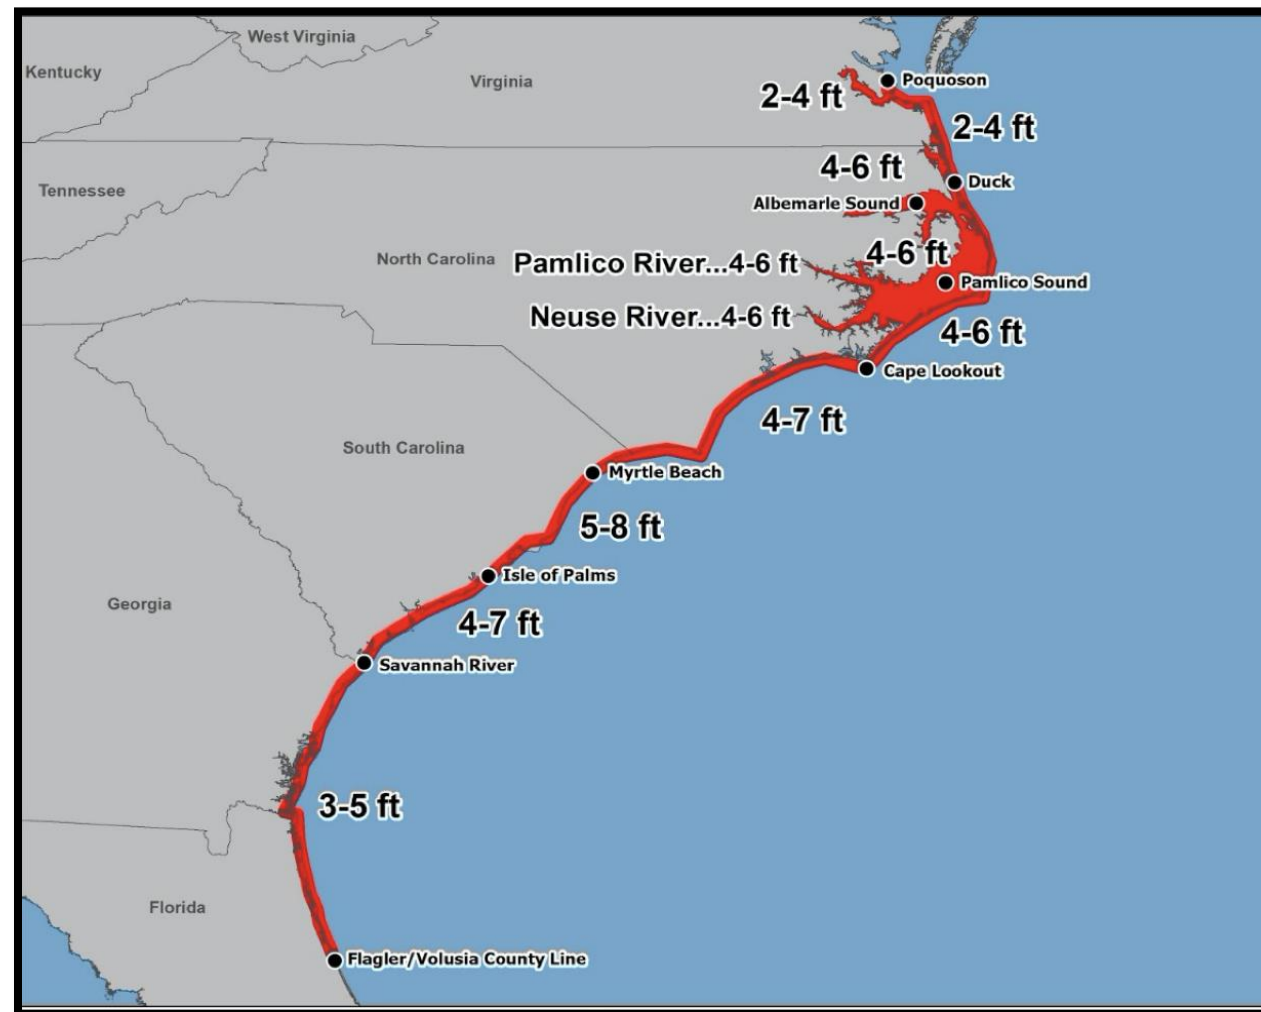 West Virginia
Kentucky
Virginia
Poquoson
2-4 ft
2-4 ft
4-6 ft
Tennessee
Duck
Albemarle Sound
North Carolina
Pamlico River...4-6 ft
4-6 ft
Pamlico Sound
Neuse River...4-6 ft
4-6 ft
Cape Lookout
4-7 ft
South Carolina
Myrtle Beach
5-8 ft
Isle of Palms
Georgia
4-7 ft
Savannah River
3-5 ft
Florida
Flagler/Volusia County Line